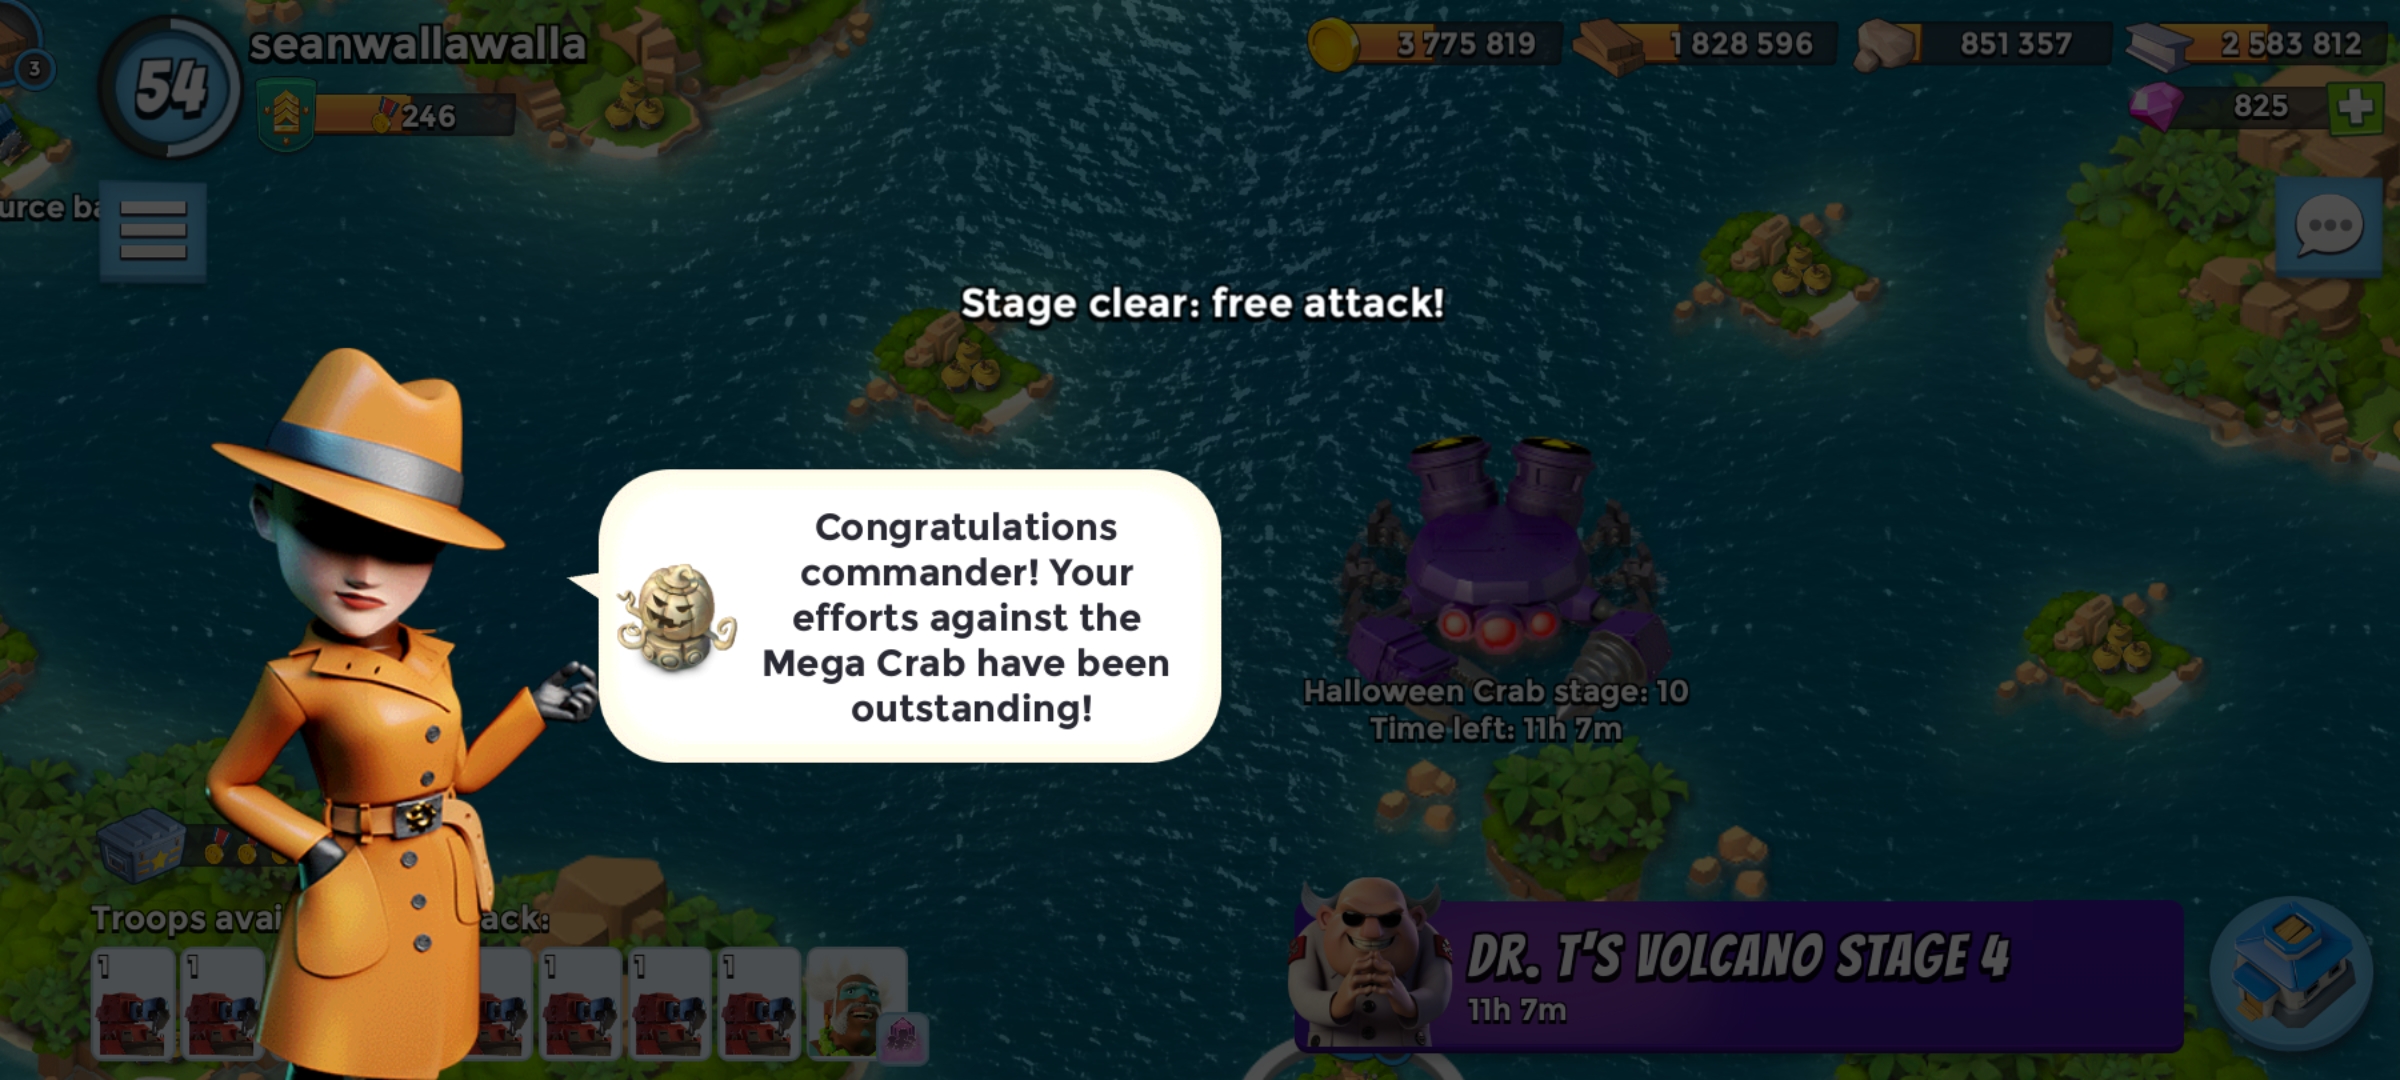 3
54
seanwallawalla
246
3 775 819
1 828 596
851 357
2 583 812
825
urce ba
Stage clear: free attack!
Congratulations
commander! Your
efforts against the
Mega Crab have been
outstanding!
Halloween Crab stage: 10
Time left: 11h 7m
Troops avai
ack:
1
1
1
1
1
DR. T'S VOLCANO STAGE 4
11h 7m